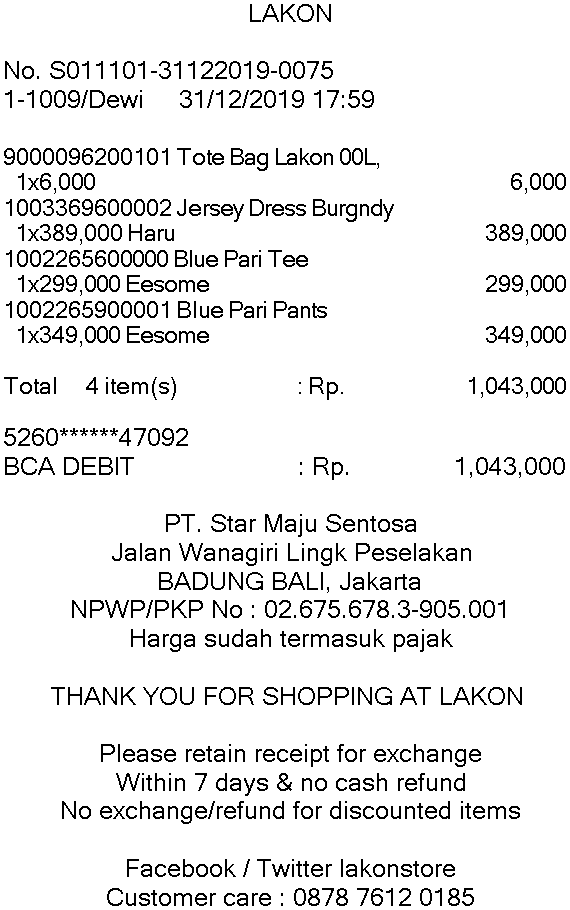 LAKON
No. S011101-31122019-0075
1-1009/Dewi 31/12/2019 17:59
9000096200101 Tote Bag Lakon 00L,
1x6,000 6,000
1003369600002 Jersey Dress Burgndy
1x389,000 Haru 389,000
1002265600000 Blue Pari Tee
1x299,000 Eesome 299,000
1002265900001 Blue Pari Pants
1x349,000 Eesome 349,000
Total 4 item(s) : Rp. 1,043,000
5260******47092
BCA DEBIT : Rp. 1,043,000
PT. Star Maju Sentosa
Jalan Wanagiri Lingk Peselakan
BADUNG BALI, Jakarta
NPWP/PKP No : 02.675.678.3-905.001
Harga sudah termasuk pajak
THANK YOU FOR SHOPPING AT LAKON
Please retain receipt for exchange
Within 7 days & no cash refund
No exchange/refund for discounted items
Facebook / Twitter lakonstore
Customer care : 0878 7612 0185